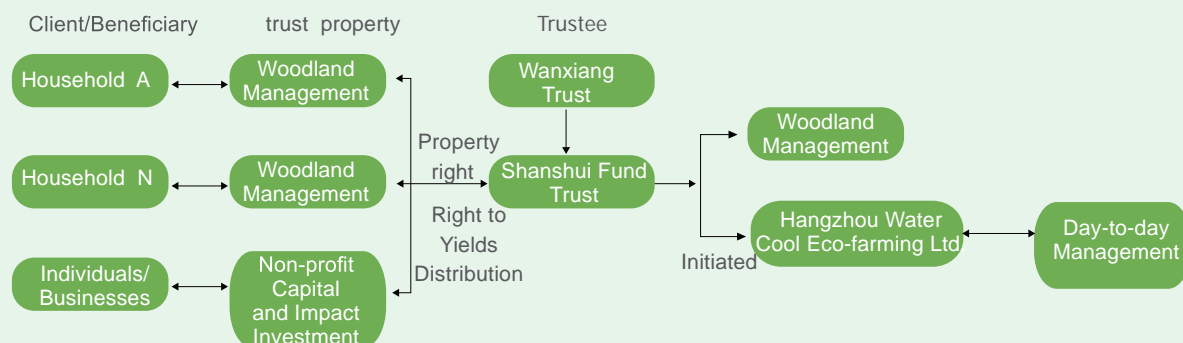 Client/Beneficiary
trust property
Trustee
Household A
Woodland
Management
Wanxiang
Trust
Woodland
Management
Property
right
Household N
Woodland
Management
Shanshui Fund
Trust
Right to
Yields
Distribution
Hangzhou Water
Cool Eco-farming Ltd
Day-to-day
Management
Initiated
Individuals/
Businesses
Non-profit
Capital
and Impact
Investment